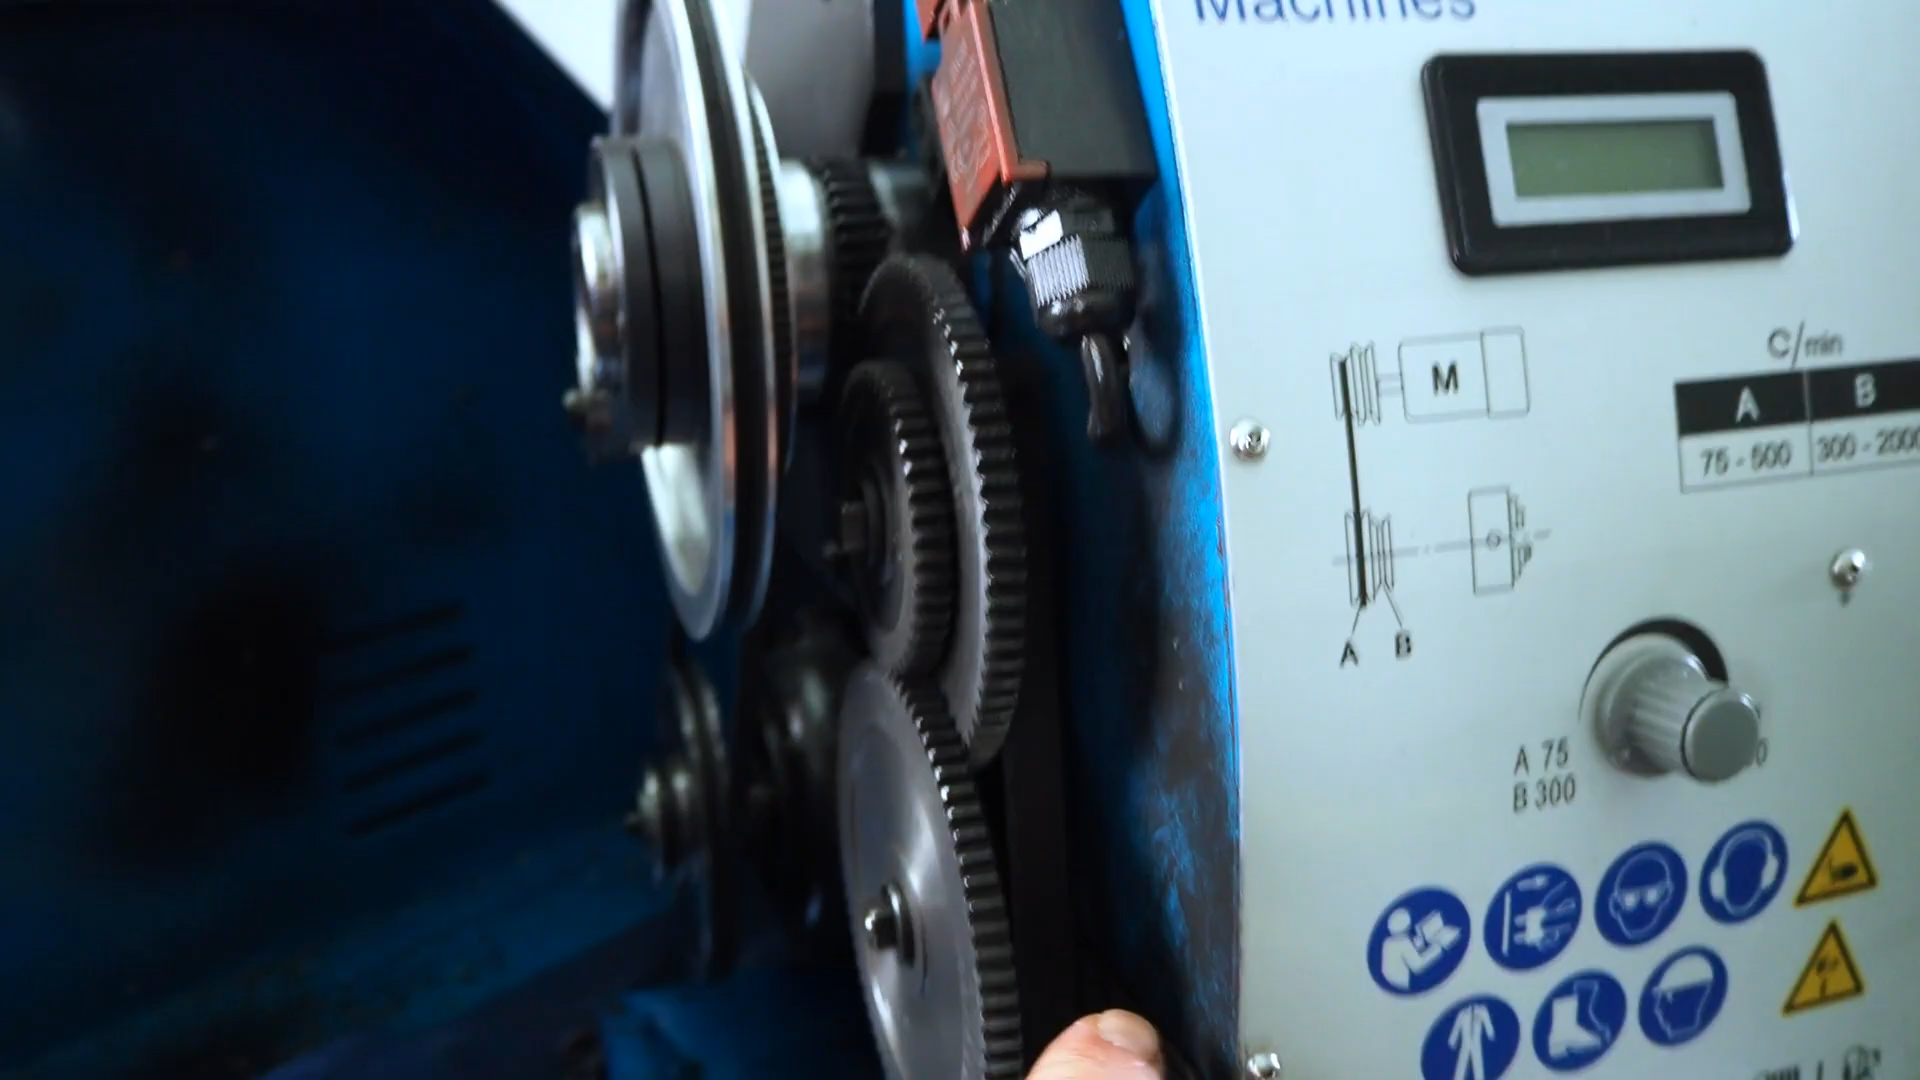 Machines
M
C/min
A B
75 - 500 300 - 2000
A B
A 75
B 300